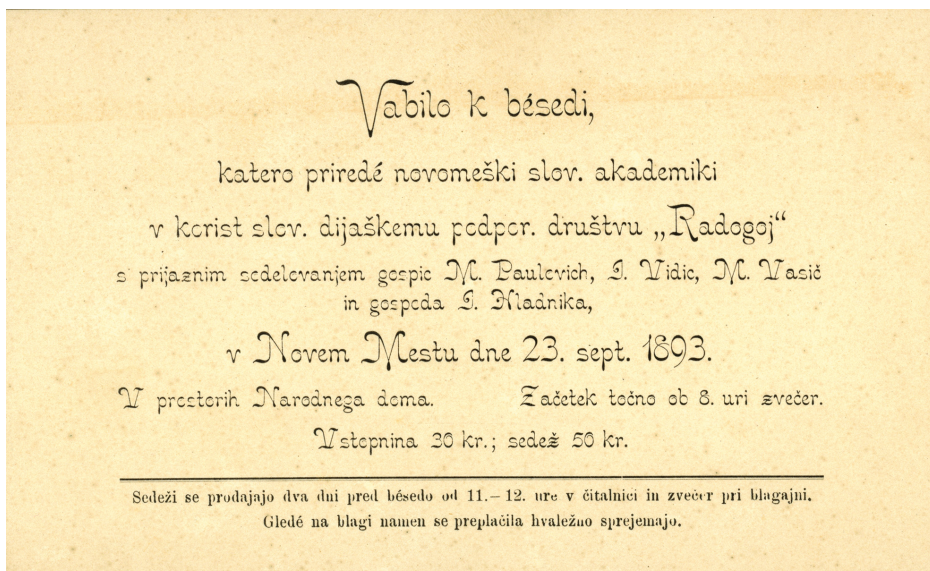 Vabilo k bésedi,
katero priredé novomeški slov. akademiki
v korist slov. dijaškemu podpor. društvu „Radogoj“
s prijaznim sodelovanjem gospic M. Paulovich, I. Vidic, M. Vasič
in gospoda I. Hladnika,
v Novem Mestu dne 23. sept. 1893.
V prostorih Narodnega doma. Začetek točno ob 8. uri zvečer.
Vstopnina 30 kr.; sedež 50 kr.
Sedeži se prodajajo dva dni pred bésedo od 11.–12. ure v čitalnici in zvečer pri blagajni.
Gledé na blagi namen se preplačila hvaležno sprejemajo.